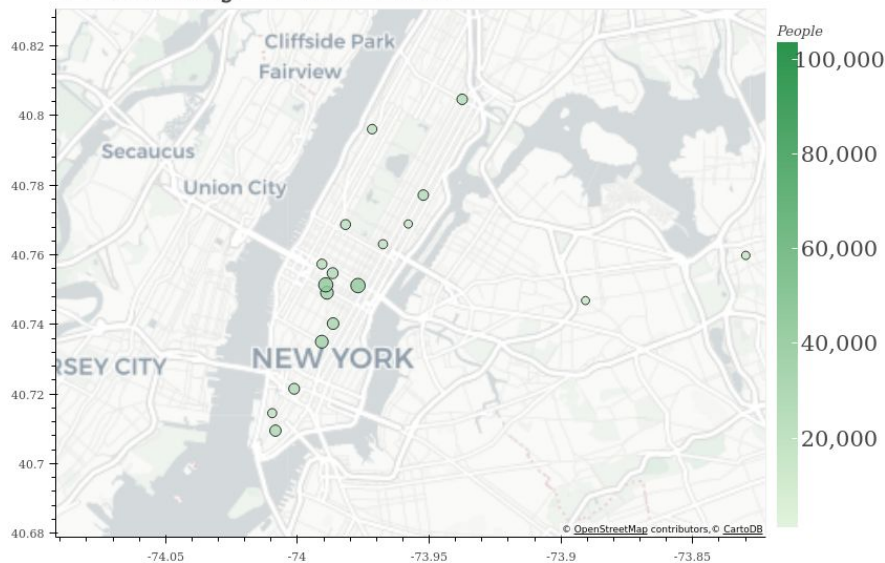 People
100,000
80,000
60,000
40,000
20,000
40.82
40.8
40.78
40.76
40.74
40.72
40.7
40.68
Cliffside Park
Fairview
Secaucus
Union City
NEW YORK
RSEY CITY
© OpenStreetMap contributors,© CartoDB
-74.05
-74
-73.95
-73.9
-73.85